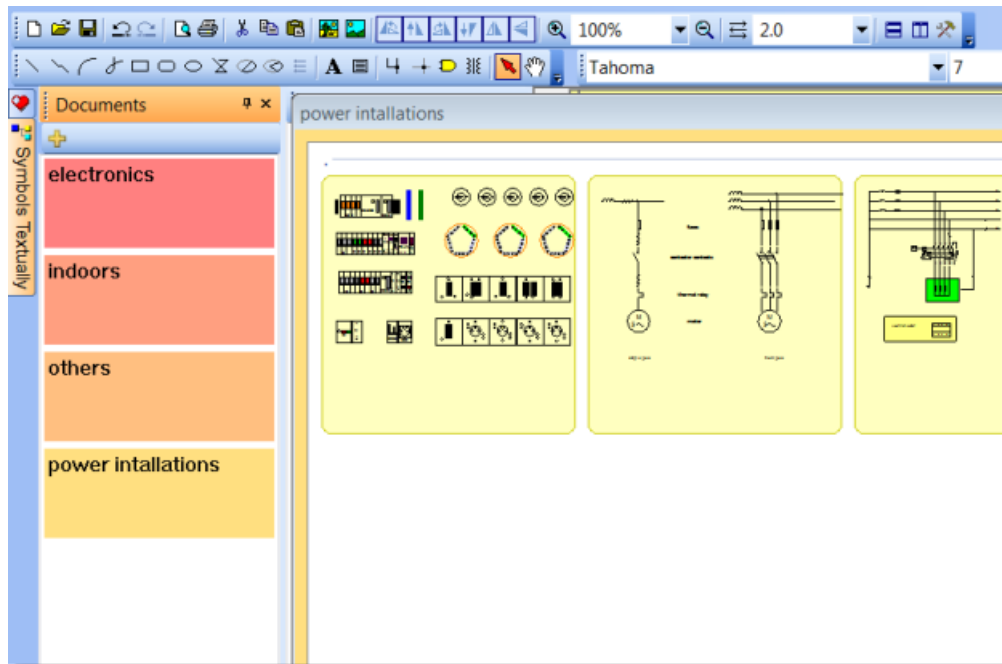 100%
2.0
A
Tahoma
7
Documents
Symbols Textually
power intallations
electronics
indoors
others
power intallations